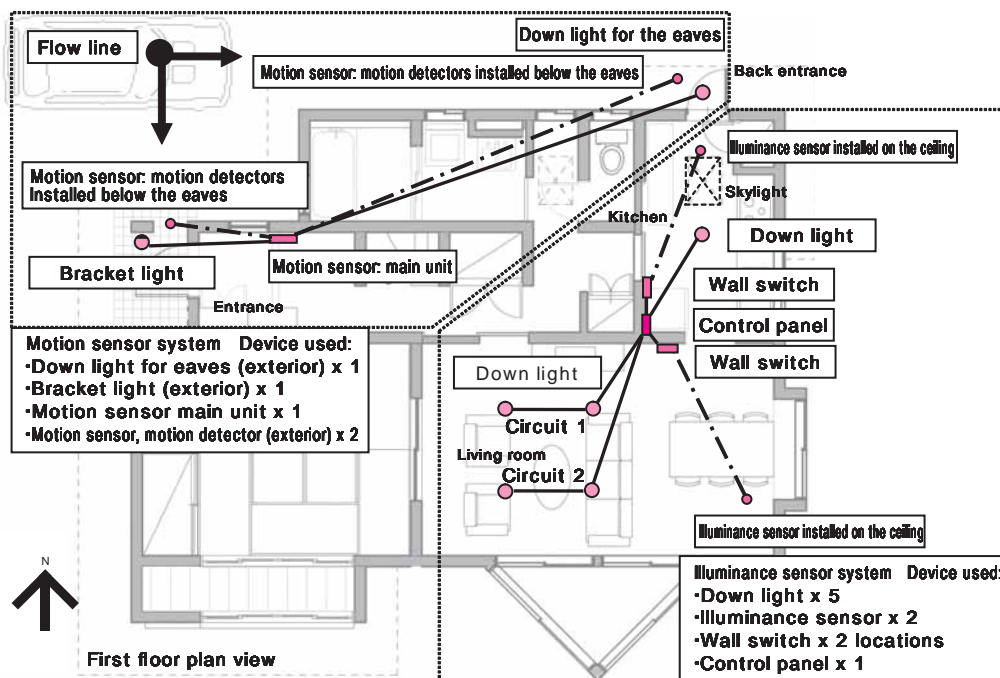 Flow line
Down light for the eaves
Motion sensor: motion detectors installed below the eaves
Back entrance
Illuminance sensor installed on the ceiling
Motion sensor: motion detectors
Installed below the eaves
Skylight
Kitchen
Down light
Bracket light
Motion sensor: main unit
Wall switch
Entrance
Control panel
Wall switch
Motion sensor system Device used:
•Down light for eaves (exterior) x 1
•Bracket light (exterior) x 1
•Motion sensor main unit x 1
•Motion sensor, motion detector (exterior) x 2
Down light
Circuit 1
Living room
Circuit 2
Illuminance sensor installed on the ceiling
N
Illuminance sensor system Device used:
•Down light x 5
•Illuminance sensor x 2
•Wall switch x 2 locations
•Control panel x 1
First floor plan view